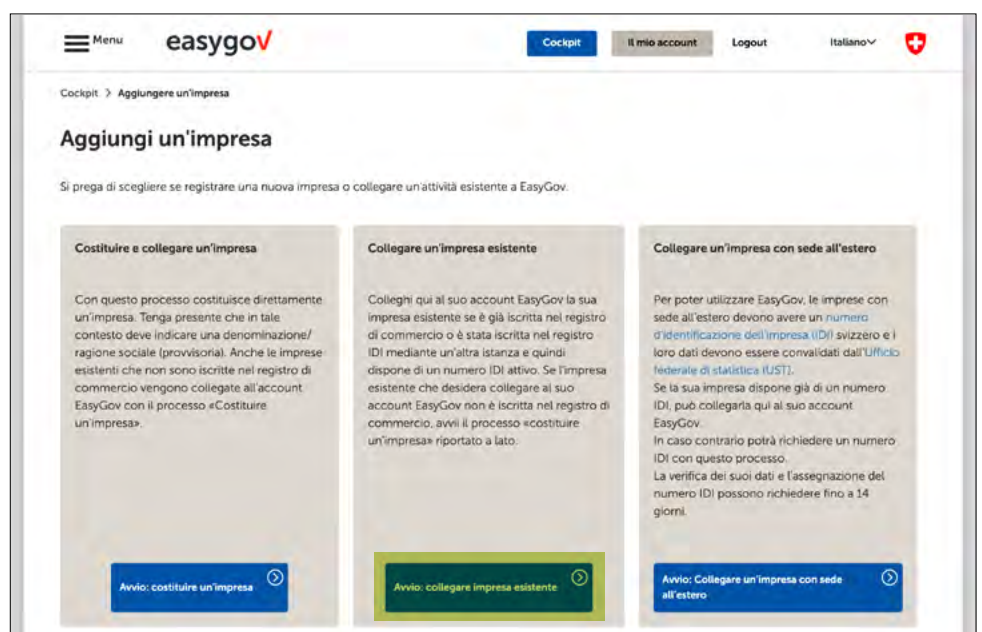 Menu
easygov
Cockpit
Il mio account
Logout
Italiano
Cockpit > Aggiungere un'impresa
Aggiungi un'impresa
Si prega di scegliere se registrare una nuova impresa o collegare un'attività esistente a EasyGov.
Costituire e collegare un'impresa
Con questo processo costituisce direttamente
un'impresa. Tenga presente che in tale
contesto deve indicare una denominazione/
ragione sociale (provvisoria). Anche le imprese
esistenti che non sono iscritte nel registro di
commercio vengono collegate all'account
EasyGov con il processo «Costituire
un'impresa».
Avvio: costituire un'impresa
Collegare un'impresa esistente
Colleghi qui al suo account EasyGov la sua
impresa esistente se è già iscritta nel registro
di commercio o è stata iscritta nel registro
IDI mediante un'altra istanza e quindi
dispone di un numero IDI attivo. Se l'impresa
esistente che desidera collegare al suo
account EasyGov non è iscritta nel registro di
commercio, avvii il processo «costituire
un'impresa» riportato a lato.
Avvio: collegare impresa esistente
Collegare un'impresa con sede all'estero
Per poter utilizzare EasyGov, le imprese con
sede all'estero devono avere un numero
d'identificazione dell'impresa (IDI) svizzero e i
loro dati devono essere convalidati dall'Ufficio
federale di statistica (UST).
Se la sua impresa dispone già di un numero
IDI, può collegarla qui al suo account
EasyGov.
In caso contrario potrà richiedere un numero
IDI con questo processo.
La verifica dei suoi dati e l'assegnazione del
numero IDI possono richiedere fino a 14
giorni.
Avvio: Collegare un'impresa con sede
all'estero